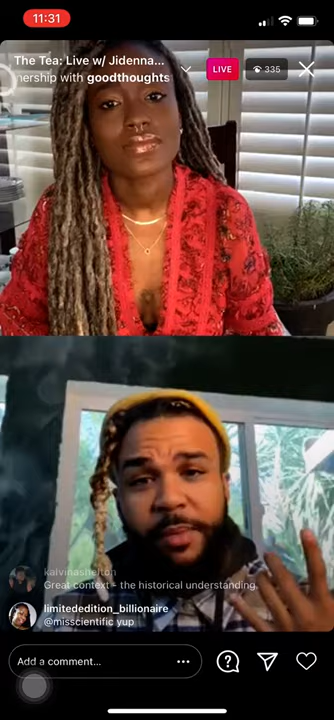 11:31
The Tea: Live w/ Jidenna...
nership with goodthoughts
LIVE
335
kalvinashelton
Great context - the historical understanding.
limitededition_billionaire
@misscientific yup
Add a comment...